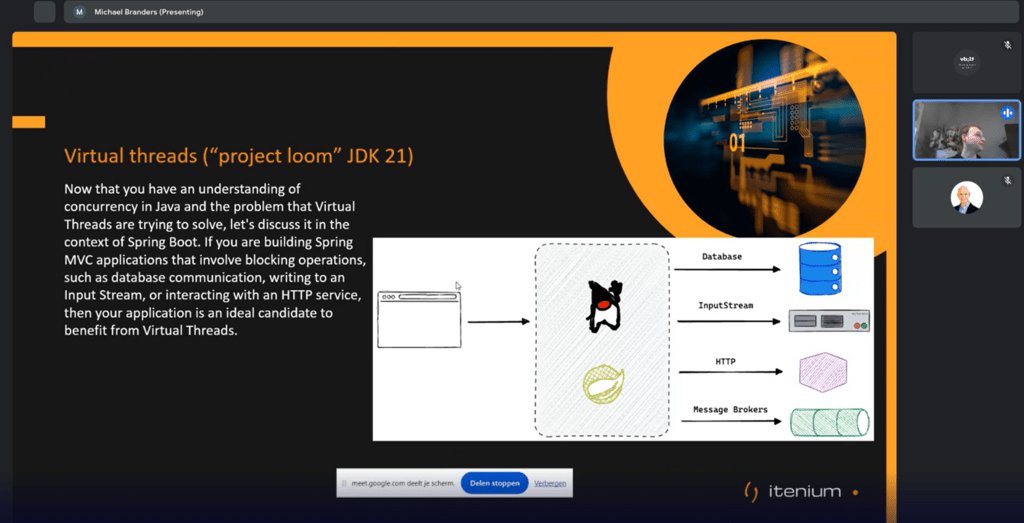 M Michael Branders (Presenting)
Virtual threads (“project loom” JDK 21)
Now that you have an understanding of
concurrency in Java and the problem that Virtual
Threads are trying to solve, let's discuss it in the
context of Spring Boot. If you are building Spring
MVC applications that involve blocking operations,
such as database communication, writing to an
Input Stream, or interacting with an HTTP service,
then your application is an ideal candidate to
benefit from Virtual Threads.
01
Database
InputStream
HTTP
Message Brokers
meet.google.com deelt je scherm.
Delen stoppen
Verbergen
itenium